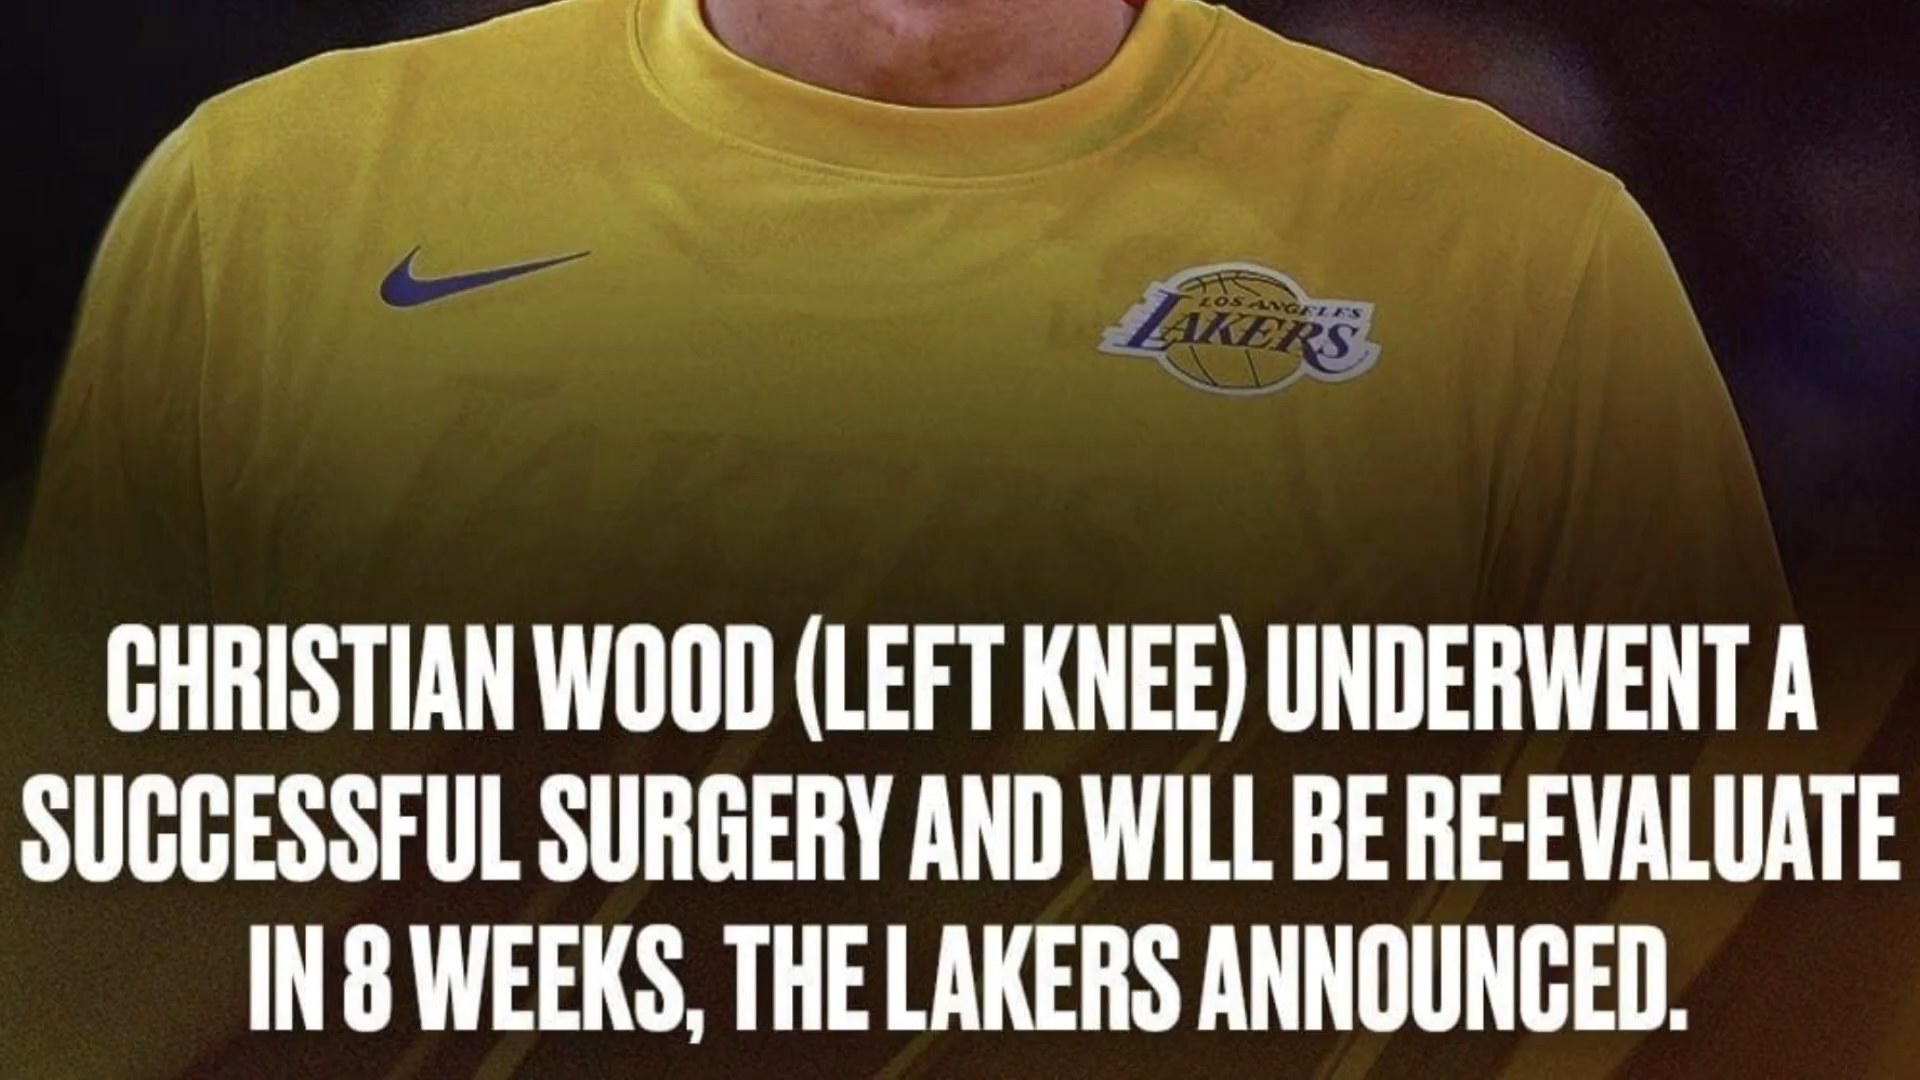 LOS ANGELES
LAKERS
CHRISTIAN WOOD (LEFT KNEE) UNDERWENT A
SUCCESSFUL SURGERY AND WILL BE RE-EVALUATE
IN 8 WEEKS, THE LAKERS ANNOUNCED.